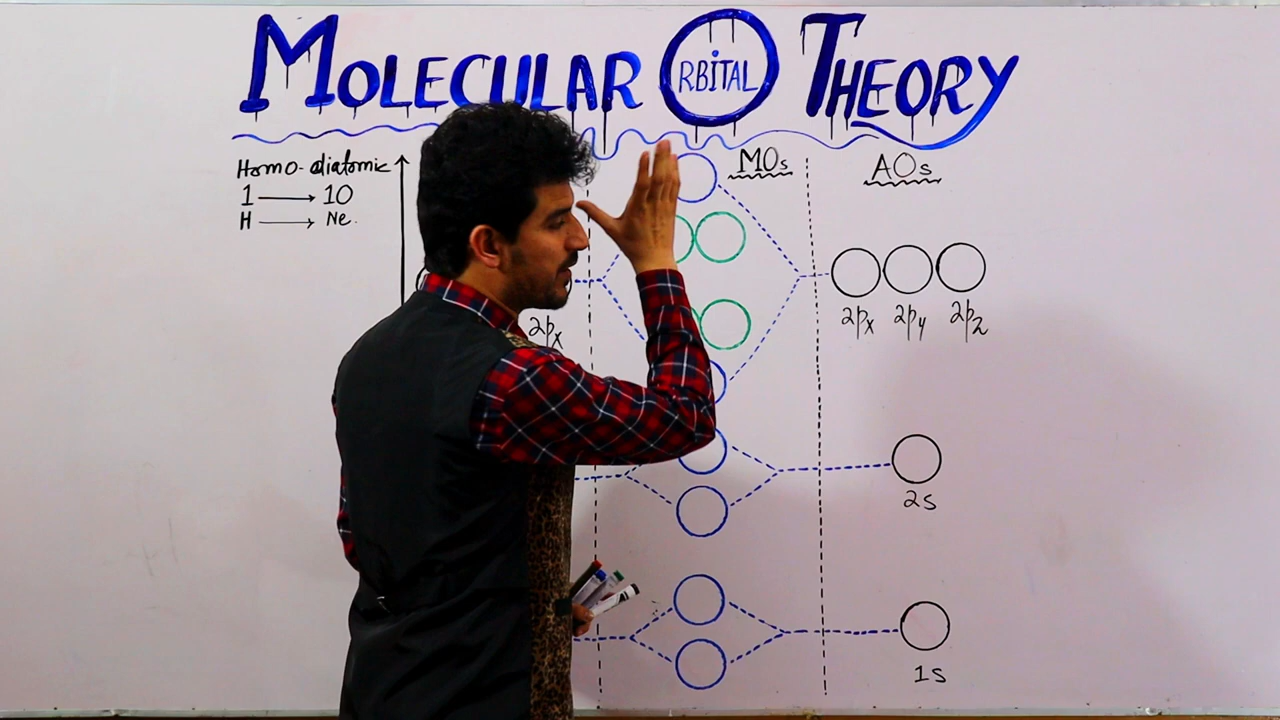 MOLECULAR ORBITAL THEORY
Homo-diatomic
1 → 10
H → Ne.
MOs
AOs
2px
2px 2py 2pz
2s
1s